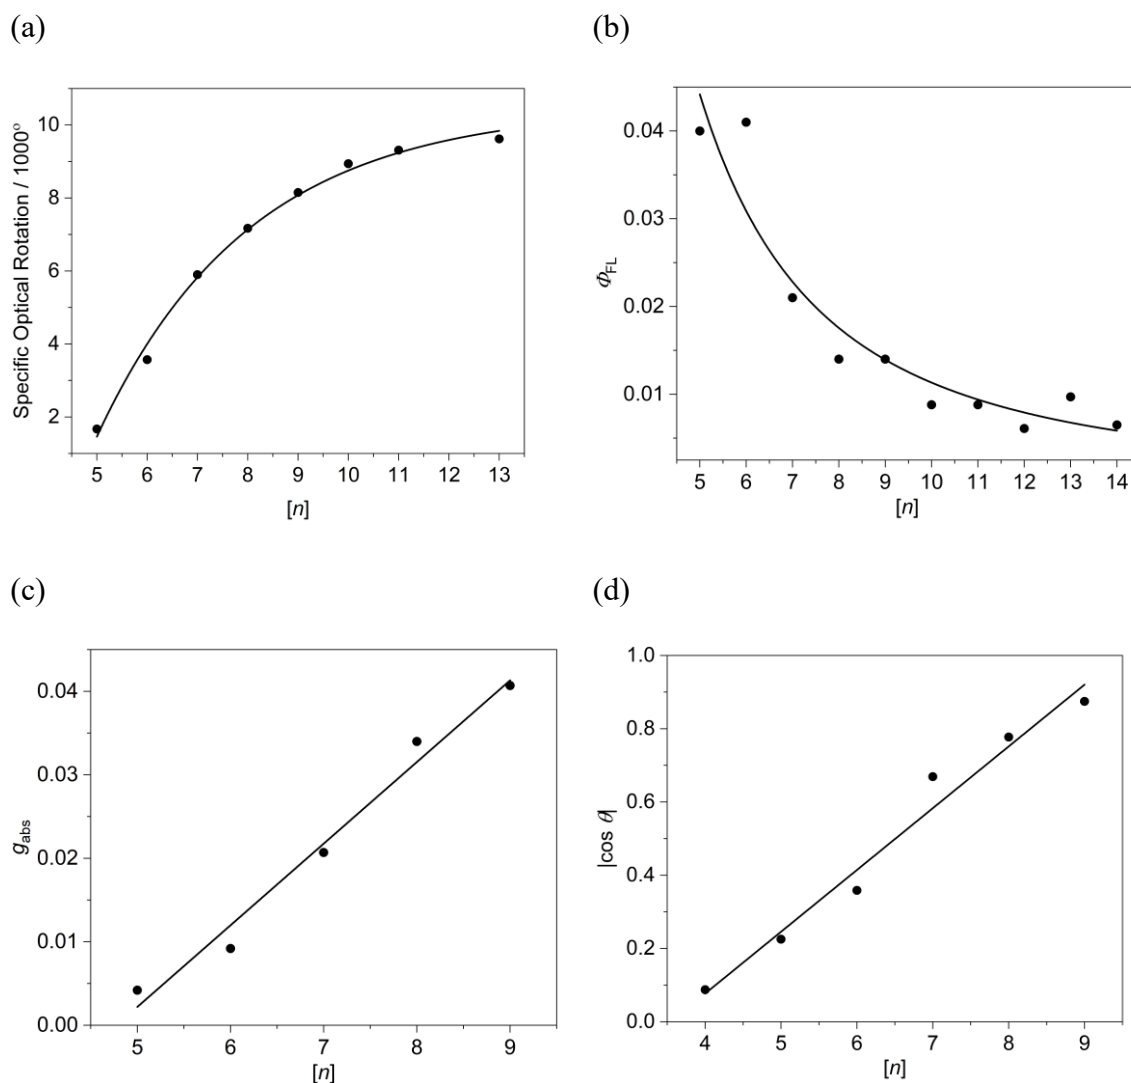 (a)
(b)
Specific Optical Rotation / 1000°
10
8
6
4
2
5 6 7 8 9 10 11 12 13
[n]
Φ_FL
0.04
0.03
0.02
0.01
5 6 7 8 9 10 11 12 13 14
[n]
(c)
(d)
g_abs
0.04
0.03
0.02
0.01
0.00
5 6 7 8 9
[n]
|cos θ|
1.0
0.8
0.6
0.4
0.2
0.0
4 5 6 7 8 9
[n]